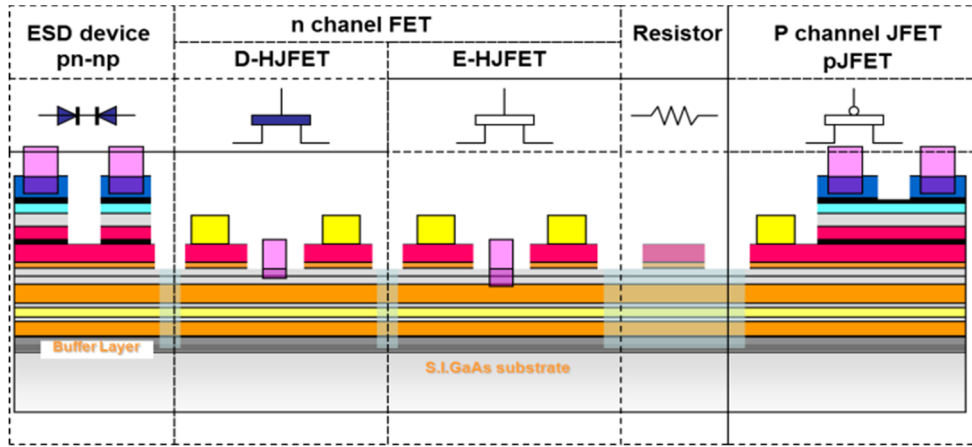 ESD device
pn-np
n chanel FET
D-HJFET
E-HJFET
Resistor
P channel JFET
pJFET
Buffer Layer
S.I.GaAs substrate